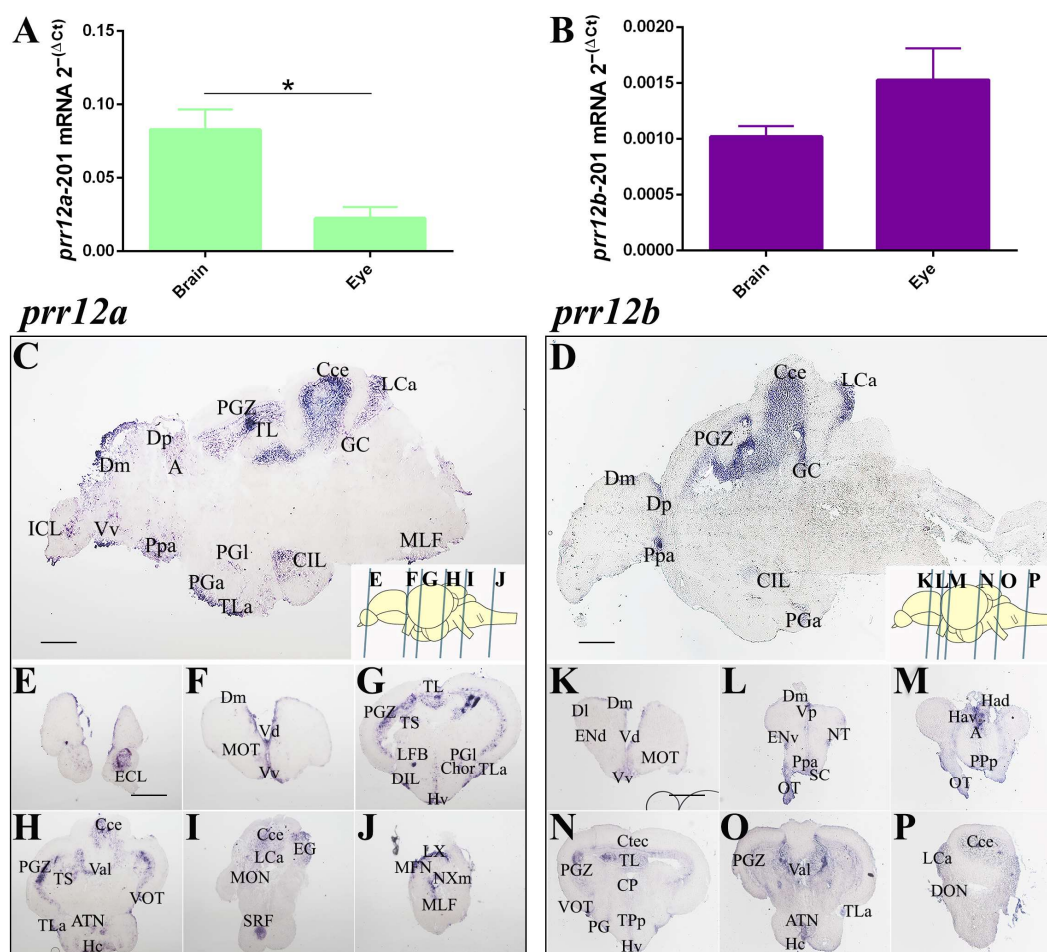 A
prr12a-201 mRNA 2−(ΔCt)
0.15
0.10
0.05
0.00
*
Brain
Eye
B
prr12b-201 mRNA 2−(ΔCt)
0.0020
0.0015
0.0010
0.0005
0.0000
Brain
Eye
prr12a
prr12b
C
Cce
LCa
PGZ
TL
GC
Dp
Dm
A
ICL
Vv
Ppa
PGl
CIL
MLF
PGa
TLa
E F G H I J
D
Cce
LCa
PGZ
GC
Dm
Dp
Ppa
CIL
PGa
K L M N O P
E
ECL
F
Dm
Vd
MOT
Vv
G
TL
PGZ
TS
LFB
PGl
DIL
Chor
TLa
Hv
K
Dl
Dm
ENd
Vd
MOT
Vv
L
Dm
Vp
ENv
NT
Ppa
SC
OT
M
Had
Hav
A
PPp
OT
H
Cce
PGZ
Val
TS
VOT
TLa
ATN
Hc
I
Cce
EG
LCa
MON
SRF
J
LX
MFN
NXm
MLF
N
Ctec
PGZ
TL
CP
VOT
PG
TPp
Hv
O
PGZ
Val
ATN
TLa
Hc
P
Cce
LCa
DON